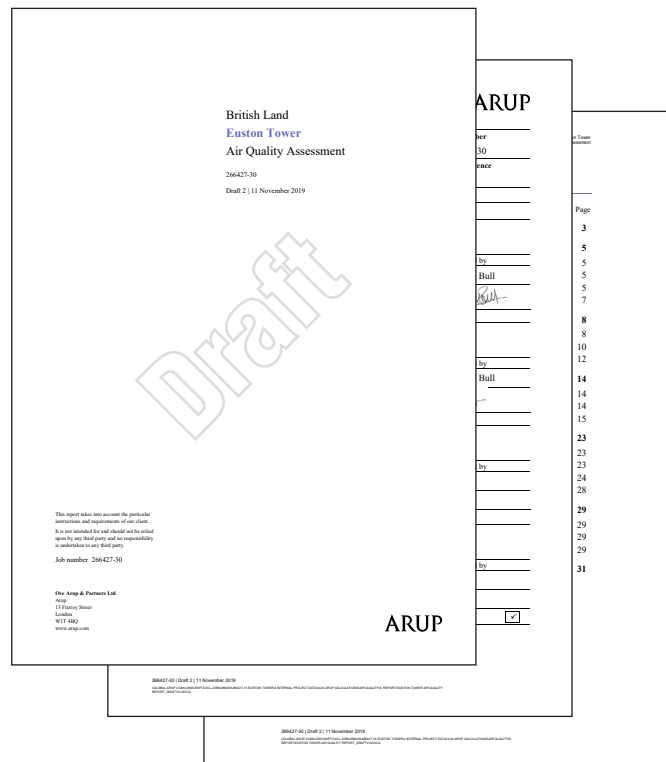 British Land
Euston Tower
Air Quality Assessment
266427-30
Draft 2 | 11 November 2019
Draft
This report takes into account the particular
instructions and requirements of our client.
It is not intended for and should not be relied
upon by any third party and no responsibility
is undertaken to any third party.
Job number 266427-30
Ove Arup & Partners Ltd
Arup
13 Fitzroy Street
London
W1T 4BQ
www.arup.com
ARUP
ARUP
ber
30
ence
by
Bull
by
Bull
by
by
266427-30 | Draft 2 | 11 November 2019
n Tower
essment
Page
3
5
5
5
5
7
8
8
10
12
14
14
14
15
23
23
23
24
28
29
29
29
29
31
266427-30 | Draft 2 | 11 November 2019